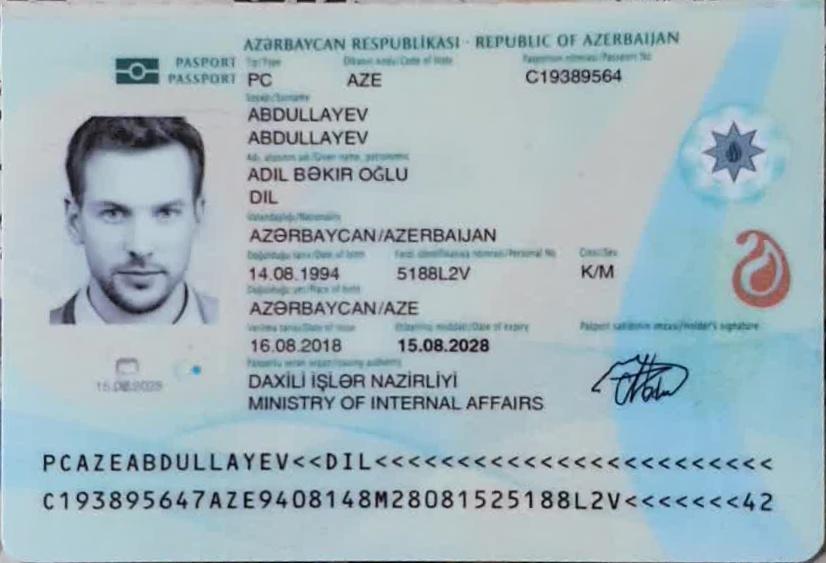 AZƏRBAYCAN RESPUBLİKASI · REPUBLIC OF AZERBAIJAN
PASPORT Tip/Type Ölkənin kodu/Code of State Pasportun nömrəsi/Passport No
PASSPORT PC AZE C19389564
Soyadı/Surname
ABDULLAYEV
ABDULLAYEV
Adı, atasının adı/Given name, patronymic
ADIL BƏKIR OĞLU
DIL
Vətəndaşlığı/Nationality
AZƏRBAYCAN/AZERBAIJAN
Doğulduğu tarix/Date of birth Fərdi identifikasiya nömrəsi/Personal No Cinsi/Sex
14.08.1994 5188L2V K/M
Doğulduğu yer/Place of birth
AZƏRBAYCAN/AZE
Verilmə tarixi/Date of issue Etibarlılıq müddəti/Date of expiry Pasport sahibinin imzası/Holder's signature
16.08.2018 15.08.2028
Pasportu verən orqan/Issuing authority
15.08.2028
DAXİLİ İŞLƏR NAZİRLİYİ
MINISTRY OF INTERNAL AFFAIRS
PCAZEABDULLAYEV<<DIL<<<<<<<<<<<<<<<<<<<<<<<<
C193895647AZE9408148M28081525188L2V<<<<<<<42